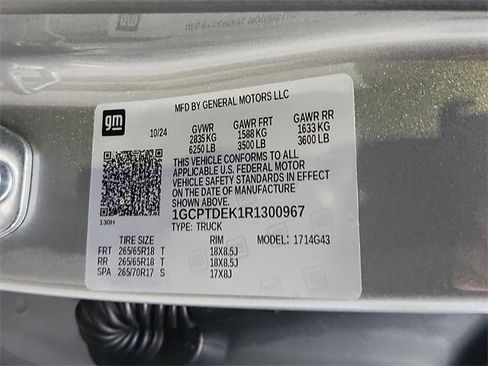 MFD BY GENERAL MOTORS LLC
gm
10/24
GVWR GAWR FRT GAWR RR
2835 KG 1588 KG 1633 KG
6250 LB 3500 LB 3600 LB
THIS VEHICLE CONFORMS TO ALL
APPLICABLE U.S. FEDERAL MOTOR
VEHICLE SAFETY STANDARDS IN EFFECT
ON THE DATE OF MANUFACTURE
SHOWN ABOVE.
130H
1GCPTDEK1R1300967
TYPE: TRUCK MODEL: 1714G43
TIRE SIZE RIM
FRT 265/65R18 T 18X8.5J
RR 265/65R18 T 18X8.5J
SPA 265/70R17 S 17X8J